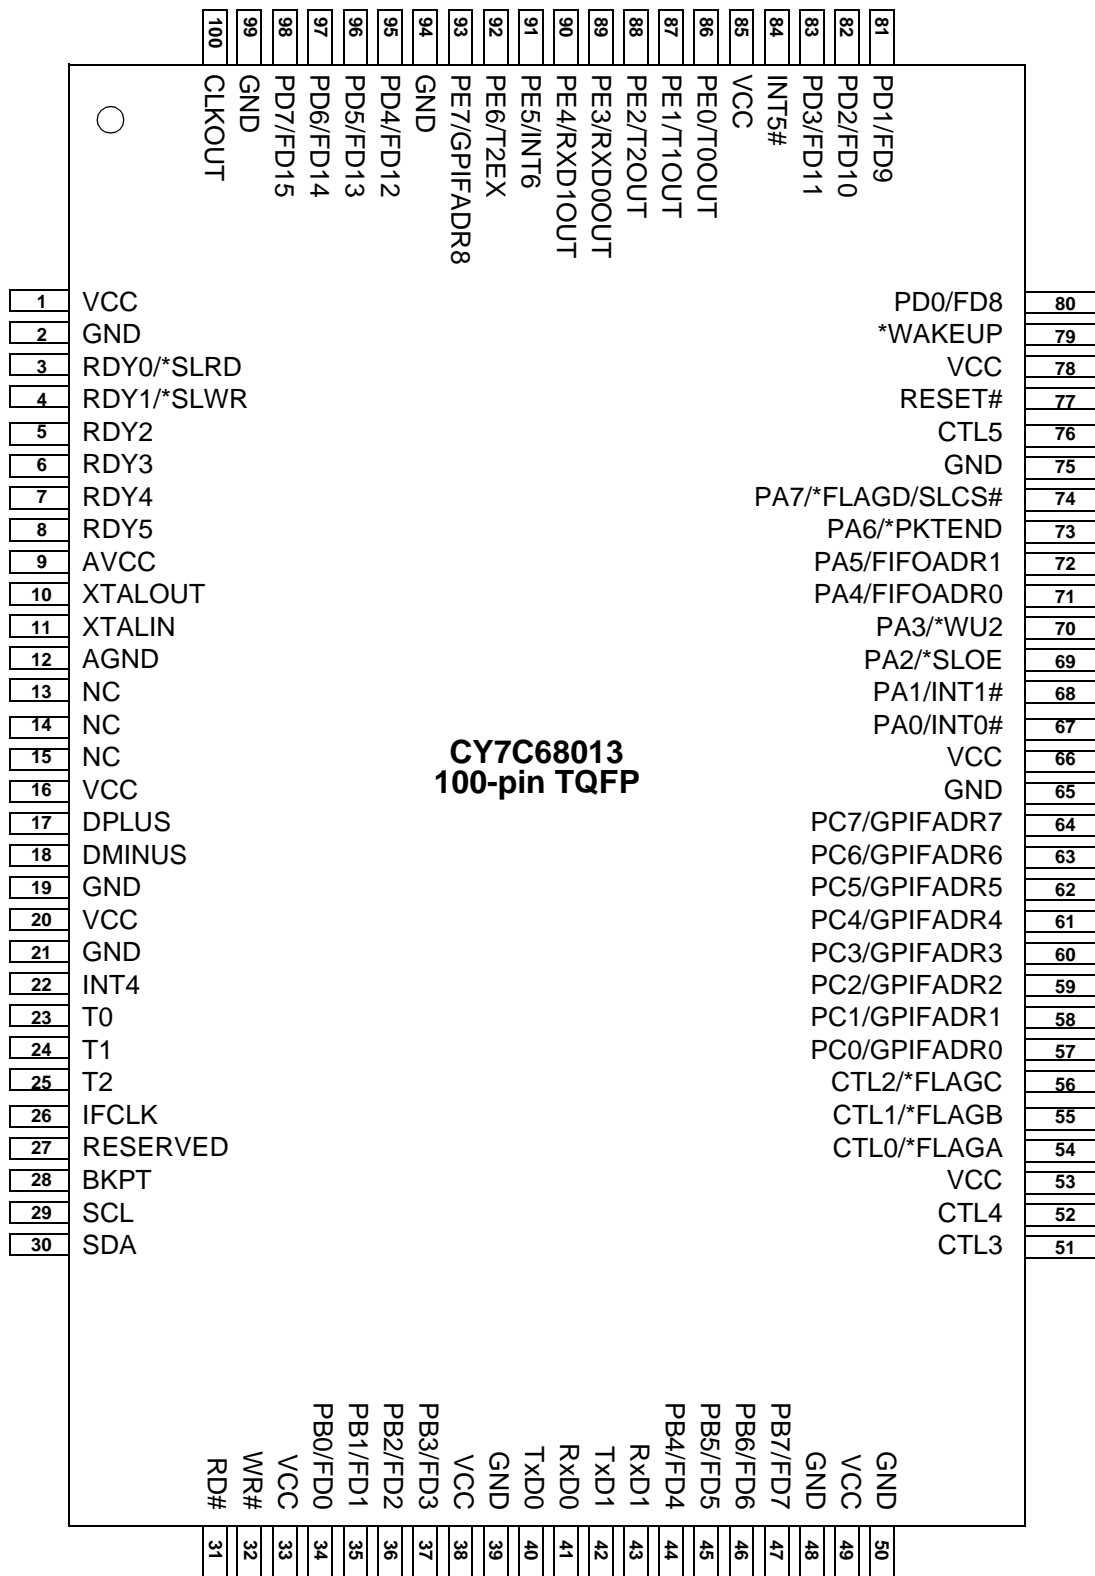 100 99 98 97 96 95 94 93 92 91 90 89 88 87 86 85 84 83 82 81
CLKOUT
GND
PD7/FD15
PD6/FD14
PD5/FD13
PD4/FD12
GND
PE7/GPIFADR8
PE6/T2EX
PE5/INT6
PE4/RXD1OUT
PE3/RXD0OUT
PE2/T2OUT
PE1/T1OUT
PE0/T0OUT
VCC
INT5#
PD3/FD11
PD2/FD10
PD1/FD9
1 VCC
2 GND
3 RDY0/*SLRD
4 RDY1/*SLWR
5 RDY2
6 RDY3
7 RDY4
8 RDY5
9 AVCC
10 XTALOUT
11 XTALIN
12 AGND
13 NC
14 NC
15 NC
16 VCC
17 DPLUS
18 DMINUS
19 GND
20 VCC
21 GND
22 INT4
23 T0
24 T1
25 T2
26 IFCLK
27 RESERVED
28 BKPT
29 SCL
30 SDA
CY7C68013
100-pin TQFP
PD0/FD8 80
*WAKEUP 79
VCC 78
RESET# 77
CTL5 76
GND 75
PA7/*FLAGD/SLCS# 74
PA6/*PKTEND 73
PA5/FIFOADR1 72
PA4/FIFOADR0 71
PA3/*WU2 70
PA2/*SLOE 69
PA1/INT1# 68
PA0/INT0# 67
VCC 66
GND 65
PC7/GPIFADR7 64
PC6/GPIFADR6 63
PC5/GPIFADR5 62
PC4/GPIFADR4 61
PC3/GPIFADR3 60
PC2/GPIFADR2 59
PC1/GPIFADR1 58
PC0/GPIFADR0 57
CTL2/*FLAGC 56
CTL1/*FLAGB 55
CTL0/*FLAGA 54
VCC 53
CTL4 52
CTL3 51
RD#
WR#
VCC
PB0/FD0
PB1/FD1
PB2/FD2
PB3/FD3
VCC
GND
TxD0
RxD0
TxD1
RxD1
PB4/FD4
PB5/FD5
PB6/FD6
PB7/FD7
GND
VCC
GND
31 32 33 34 35 36 37 38 39 40 41 42 43 44 45 46 47 48 49 50